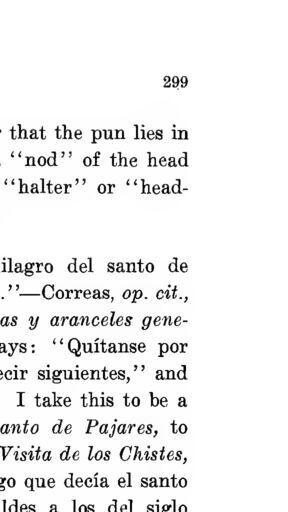 299
that the pun lies in
"nod" of the head
"halter" or "head-
ilagro del santo de
."—Correas, op. cit.,
as y aranceles gene-
ays: "Quítanse por
ecir siguientes," and
I take this to be a
anto de Pajares, to
Visita de los Chistes,
go que decía el santo
ldes a los del siglo